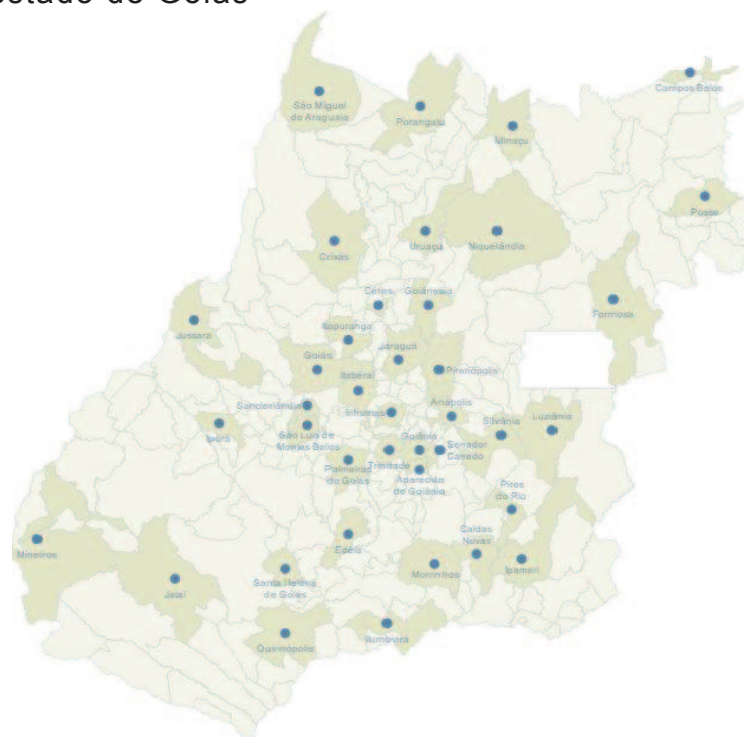 estado de Goiás
Campos Belos
São Miguel
do Araguaia
Porangatu
Minaçu
Posse
Uruaçu
Niquelândia
Crixás
Ceres
Goianésia
Formosa
Itapuranga
Jussara
Jaraguá
Goiás
Pirenópolis
Itaberaí
Sanclerlândia
Anápolis
Inhumas
Luziânia
Silvânia
Iporá
São Luis de
Montes Belos
Goiânia
Senador
Canedo
Trindade
Palmeiras
de Goiás
Aparecida
de Goiânia
Pires
do Rio
Caldas
Novas
Edéia
Mineiros
Ipameri
Morrinhos
Santa Helena
de Goiás
Jataí
Itumbiara
Quirinópolis